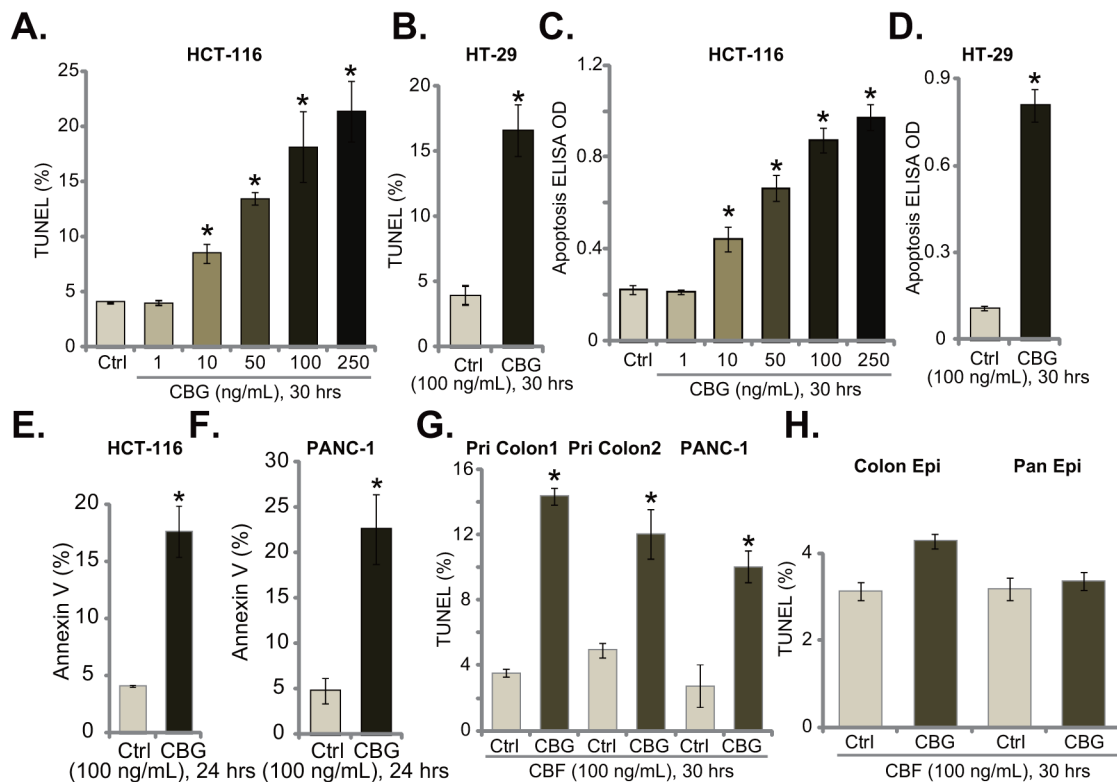 A.
HCT-116
TUNEL (%)
25
20
15
10
5
0
*
*
*
*
Ctrl 1 10 50 100 250
CBG (ng/mL), 30 hrs
B.
HT-29
TUNEL (%)
20
15
10
5
0
*
Ctrl CBG
(100 ng/mL), 30 hrs
C.
HCT-116
Apoptosis ELISA OD
1.2
0.8
0.4
0
*
*
*
*
Ctrl 1 10 50 100 250
CBG (ng/mL), 30 hrs
D.
HT-29
Apoptosis ELISA OD
0.9
0.6
0.3
0
*
Ctrl CBG
(100 ng/mL), 30 hrs
E.
HCT-116
Annexin V (%)
20
15
10
5
0
*
Ctrl CBG
(100 ng/mL), 24 hrs
F.
PANC-1
Annexin V (%)
30
25
20
15
10
5
0
*
Ctrl CBG
(100 ng/mL), 24 hrs
G.
Pri Colon1 Pri Colon2 PANC-1
TUNEL (%)
16
12
8
4
0
*
*
*
Ctrl CBG Ctrl CBG Ctrl CBG
CBF (100 ng/mL), 30 hrs
H.
Colon Epi Pan Epi
TUNEL (%)
4
2
0
Ctrl CBG Ctrl CBG
CBF (100 ng/mL), 30 hrs